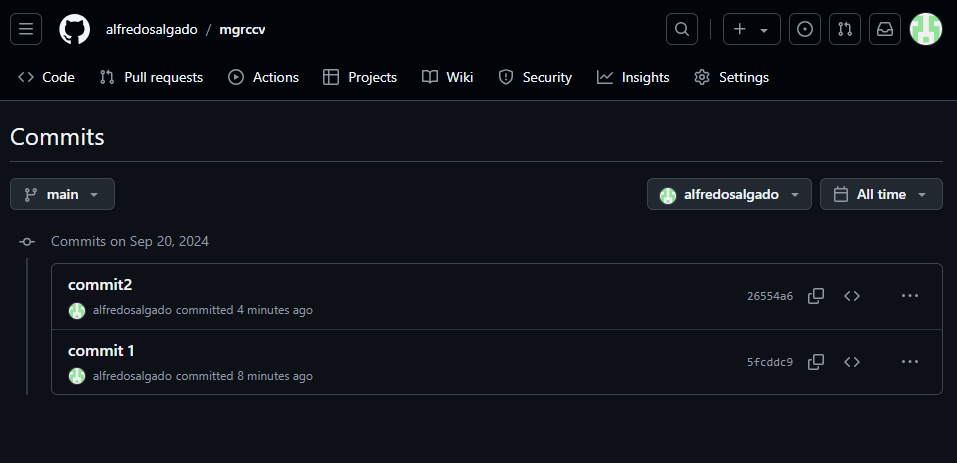 alfredosalgado / mgrccv
Code Pull requests Actions Projects Wiki Security Insights Settings
Commits
main alfredosalgado All time
Commits on Sep 20, 2024
commit2
alfredosalgado committed 4 minutes ago
26554a6
commit 1
alfredosalgado committed 8 minutes ago
5fcddc9